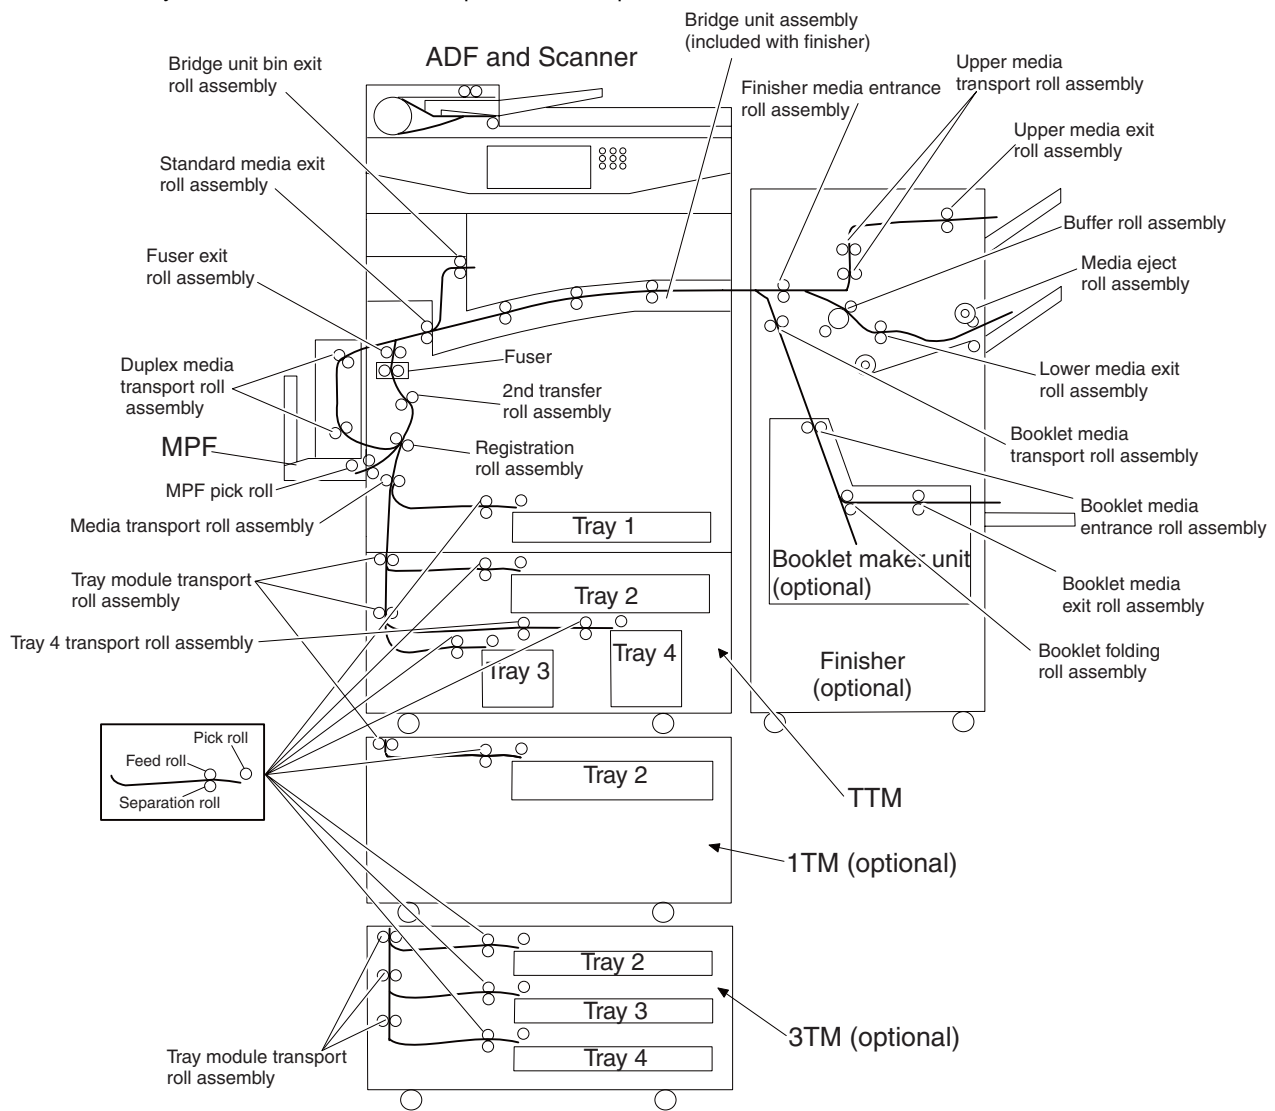 Bridge unit assembly
(included with finisher)
ADF and Scanner
Bridge unit bin exit
roll assembly
Finisher media entrance
roll assembly
Upper media
transport roll assembly
Upper media exit
roll assembly
Standard media exit
roll assembly
Buffer roll assembly
Fuser exit
roll assembly
Media eject
roll assembly
Duplex media
transport roll
assembly
Fuser
2nd transfer
roll assembly
Lower media exit
roll assembly
MPF
Registration
roll assembly
Booklet media
transport roll assembly
MPF pick roll
Media transport roll assembly
Tray 1
Booklet media
entrance roll assembly
Booklet maker unit
(optional)
Tray module transport
roll assembly
Tray 2
Booklet media
exit roll assembly
Tray 4 transport roll assembly
Tray 3
Tray 4
Finisher
(optional)
Booklet folding
roll assembly
Pick roll
Feed roll
Separation roll
Tray 2
TTM
1TM (optional)
Tray 2
Tray 3
3TM (optional)
Tray 4
Tray module transport
roll assembly